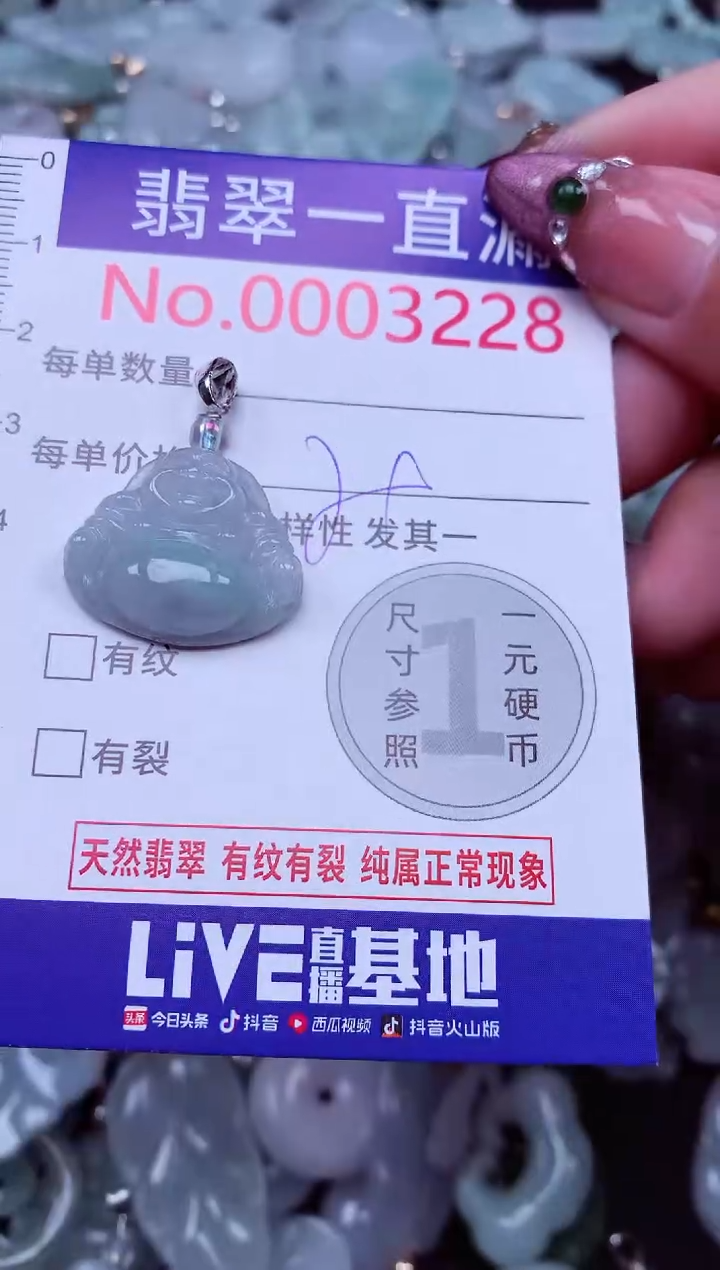 0
翡翠一直漏
1
No.0003228
2
每单数量
3
每单价格
4
样性 发其一
有纹
有裂
尺寸参照
1
一元硬币
天然翡翠 有纹有裂 纯属正常现象
LiVE直播基地
头条 今日头条 抖音 西瓜视频 抖音火山版